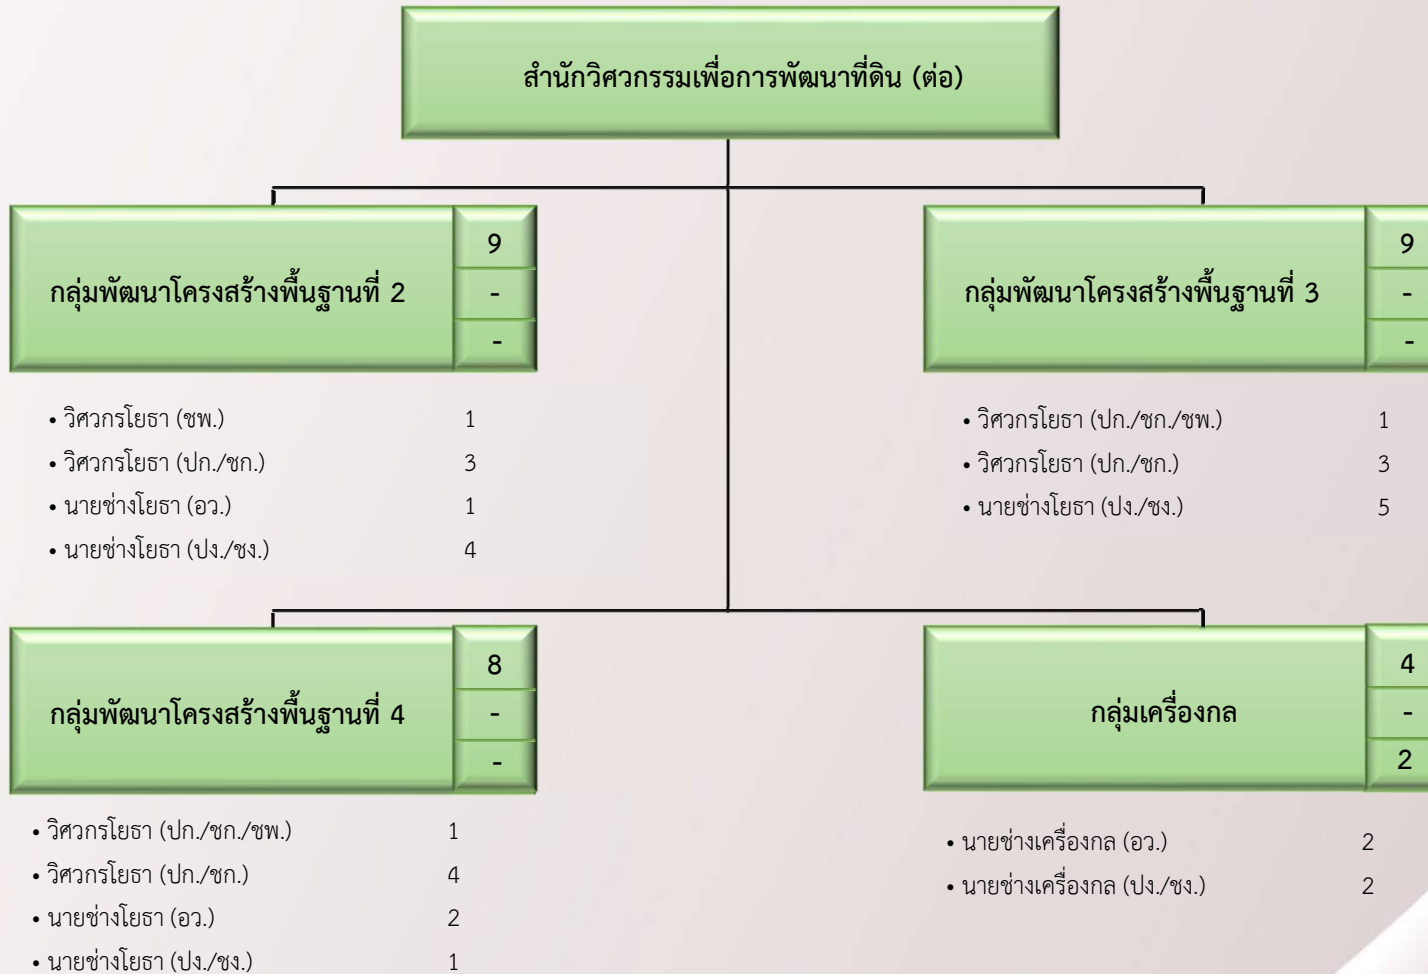 สำนักวิศวกรรมเพื่อการพัฒนาที่ดิน (ต่อ)
กลุ่มพัฒนาโครงสร้างพื้นฐานที่ 2
9
-
-
• วิศวกรโยธา (ชพ.) 1
• วิศวกรโยธา (ปก./ชก.) 3
• นายช่างโยธา (อว.) 1
• นายช่างโยธา (ปง./ชง.) 4
กลุ่มพัฒนาโครงสร้างพื้นฐานที่ 3
9
-
-
• วิศวกรโยธา (ปก./ชก./ชพ.) 1
• วิศวกรโยธา (ปก./ชก.) 3
• นายช่างโยธา (ปง./ชง.) 5
กลุ่มพัฒนาโครงสร้างพื้นฐานที่ 4
8
-
-
• วิศวกรโยธา (ปก./ชก./ชพ.) 1
• วิศวกรโยธา (ปก./ชก.) 4
• นายช่างโยธา (อว.) 2
• นายช่างโยธา (ปง./ชง.) 1
กลุ่มเครื่องกล
4
-
2
• นายช่างเครื่องกล (อว.) 2
• นายช่างเครื่องกล (ปง./ชง.) 2